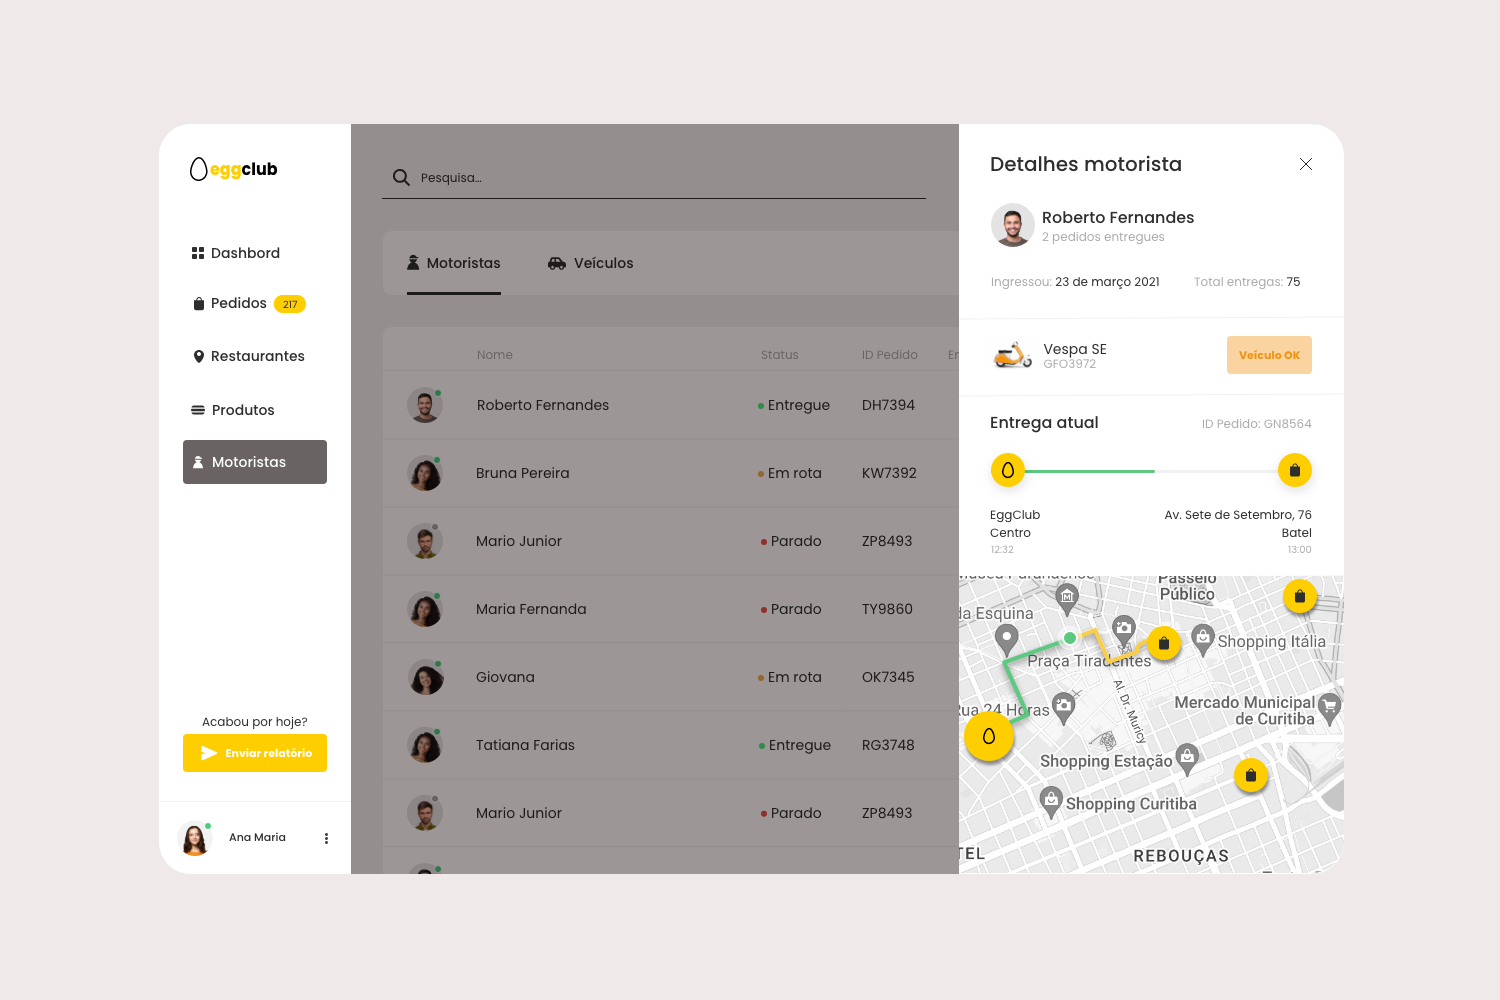 eggclub
Dashbord
Pedidos 217
Restaurantes
Produtos
Motoristas
Acabou por hoje?
Enviar relatório
Ana Maria
Pesquisa...
Motoristas Veículos
Nome Status ID Pedido
Roberto Fernandes Entregue DH7394
Bruna Pereira Em rota KW7392
Mario Junior Parado ZP8493
Maria Fernanda Parado TY9860
Giovana Em rota OK7345
Tatiana Farias Entregue RG3748
Mario Junior Parado ZP8493
Detalhes motorista
Roberto Fernandes
2 pedidos entregues
Ingressou: 23 de março 2021 Total entregas: 75
Vespa SE
GFO3972
Veículo OK
Entrega atual ID Pedido: GN8564
EggClub
Centro
12:32
Av. Sete de Setembro, 76
Batel
13:00
Passeio
Público
da Esquina
Shopping Itália
Praça Tiradentes
Rua 24 Horas
Al. Dr. Muricy
Mercado Municipal
de Curitiba
Shopping Estação
Shopping Curitiba
TEL
REBOUÇAS